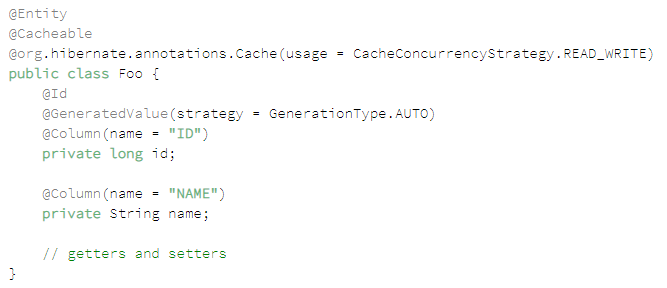 @Entity
@Cacheable
@org.hibernate.annotations.Cache(usage = CacheConcurrencyStrategy.READ_WRITE)
public class Foo {
    @Id
    @GeneratedValue(strategy = GenerationType.AUTO)
    @Column(name = "ID")
    private long id;

    @Column(name = "NAME")
    private String name;

    // getters and setters
}